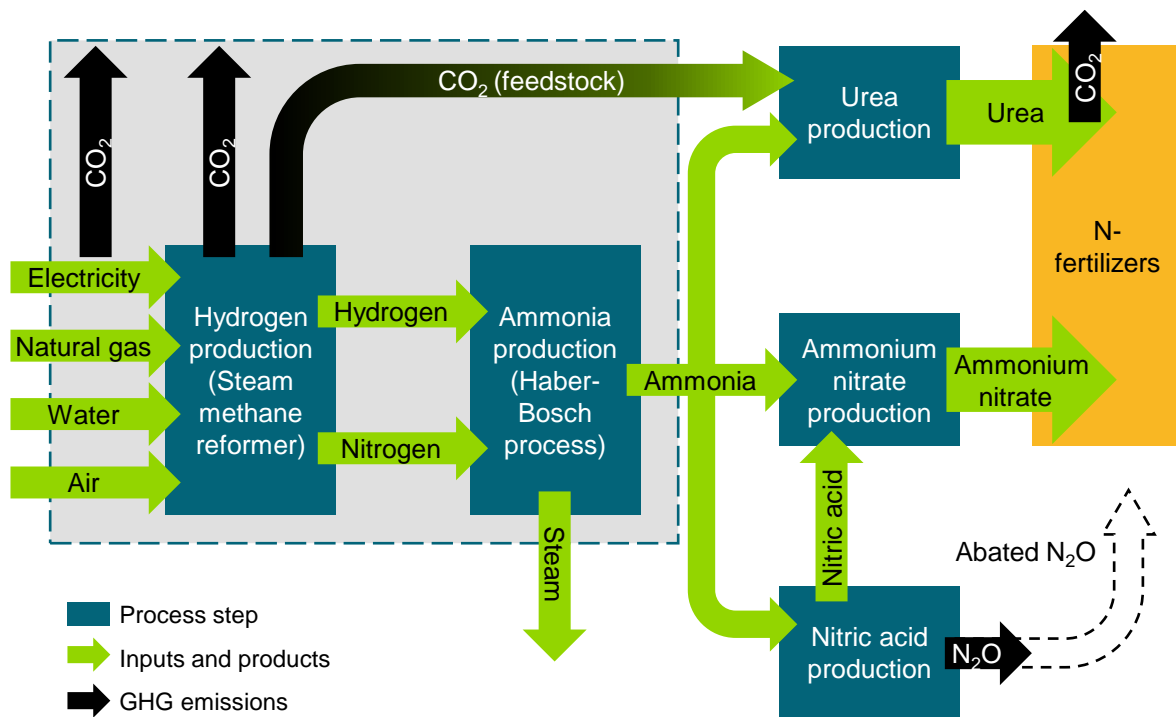 CO₂
CO₂
CO₂ (feedstock)
Urea
production
Urea
CO₂
N-
fertilizers
Electricity
Natural gas
Water
Air
Hydrogen
production
(Steam
methane
reformer)
Hydrogen
Nitrogen
Ammonia
production
(Haber-
Bosch
process)
Steam
Ammonia
Ammonium
nitrate
production
Ammonium
nitrate
Nitric acid
Nitric acid
production
N₂O
Abated N₂O
Process step
Inputs and products
GHG emissions